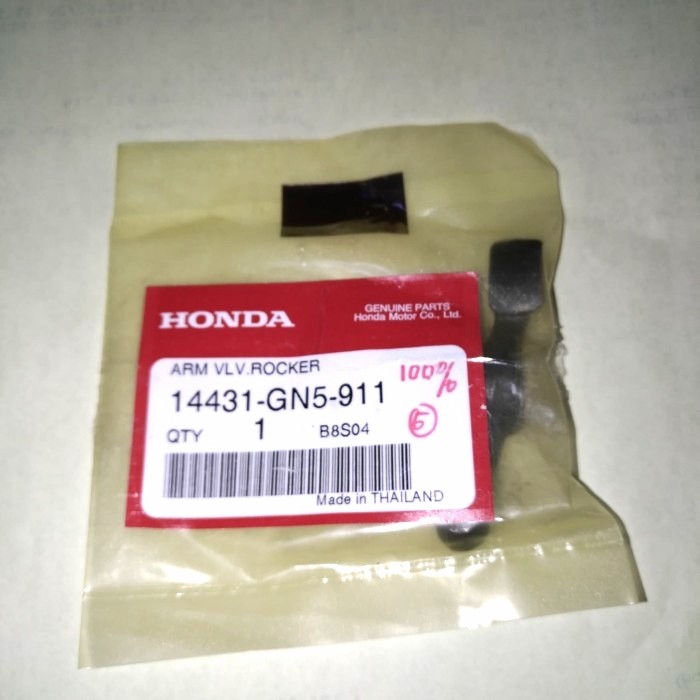 HONDA
GENUINE PARTS
Honda Motor Co., Ltd.
ARM VLV.ROCKER
100%
14431-GN5-911
QTY 1 B8S04
5
Made in THAILAND